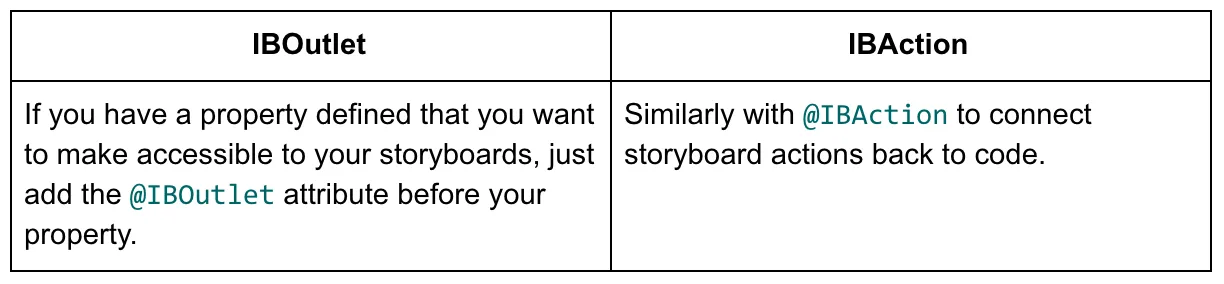 IBOutlet
IBAction
If you have a property defined that you want
to make accessible to your storyboards, just
add the @IBOutlet attribute before your
property.
Similarly with @IBAction to connect
storyboard actions back to code.